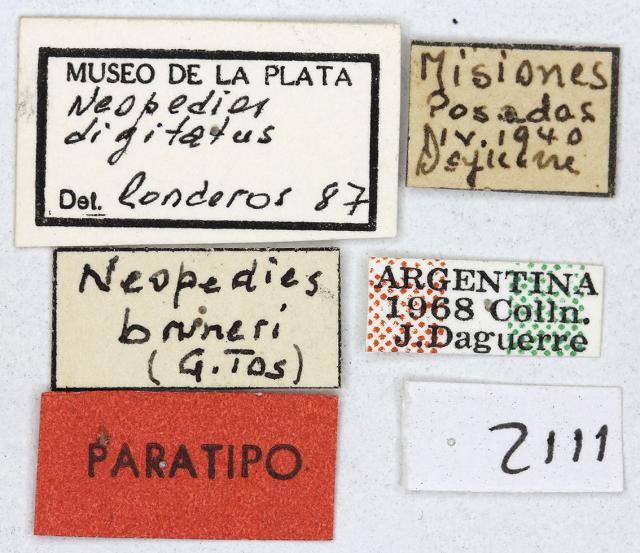 MUSEO DE LA PLATA
Neopedies
digitatus
Det. Conderos 87
Misiones
Posadas
IV.1940
Neopedies
bruneri
(G.Tos)
ARGENTINA
1968 Colln.
J.Daguerre
PARATIPO
2111